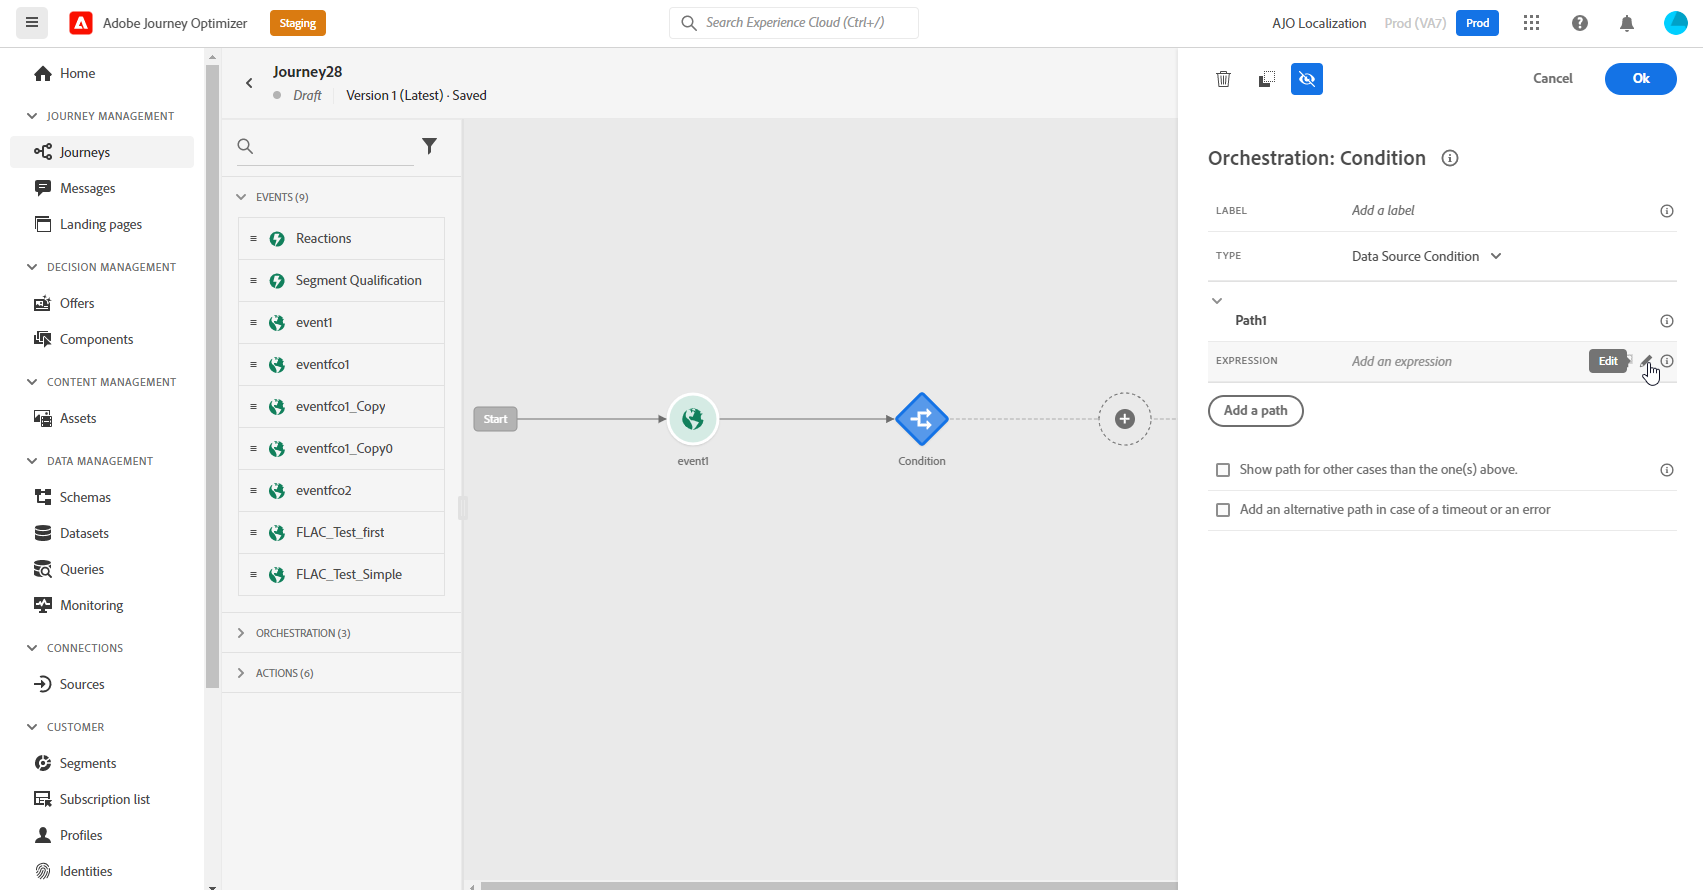 Adobe Journey Optimizer
Staging
Search Experience Cloud (Ctrl+/)
AJO Localization
Prod (VA7)
Prod
Home
JOURNEY MANAGEMENT
Journeys
Messages
Landing pages
DECISION MANAGEMENT
Offers
Components
CONTENT MANAGEMENT
Assets
DATA MANAGEMENT
Schemas
Datasets
Queries
Monitoring
CONNECTIONS
Sources
CUSTOMER
Segments
Subscription list
Profiles
Identities
Journey28
Draft
Version 1 (Latest) · Saved
EVENTS (9)
Reactions
Segment Qualification
event1
eventfco1
eventfco1_Copy
eventfco1_Copy0
eventfco2
FLAC_Test_first
FLAC_Test_Simple
ORCHESTRATION (3)
ACTIONS (6)
Start
event1
Condition
Cancel
Ok
Orchestration: Condition
LABEL
Add a label
TYPE
Data Source Condition
Path1
EXPRESSION
Add an expression
Edit
Add a path
Show path for other cases than the one(s) above.
Add an alternative path in case of a timeout or an error